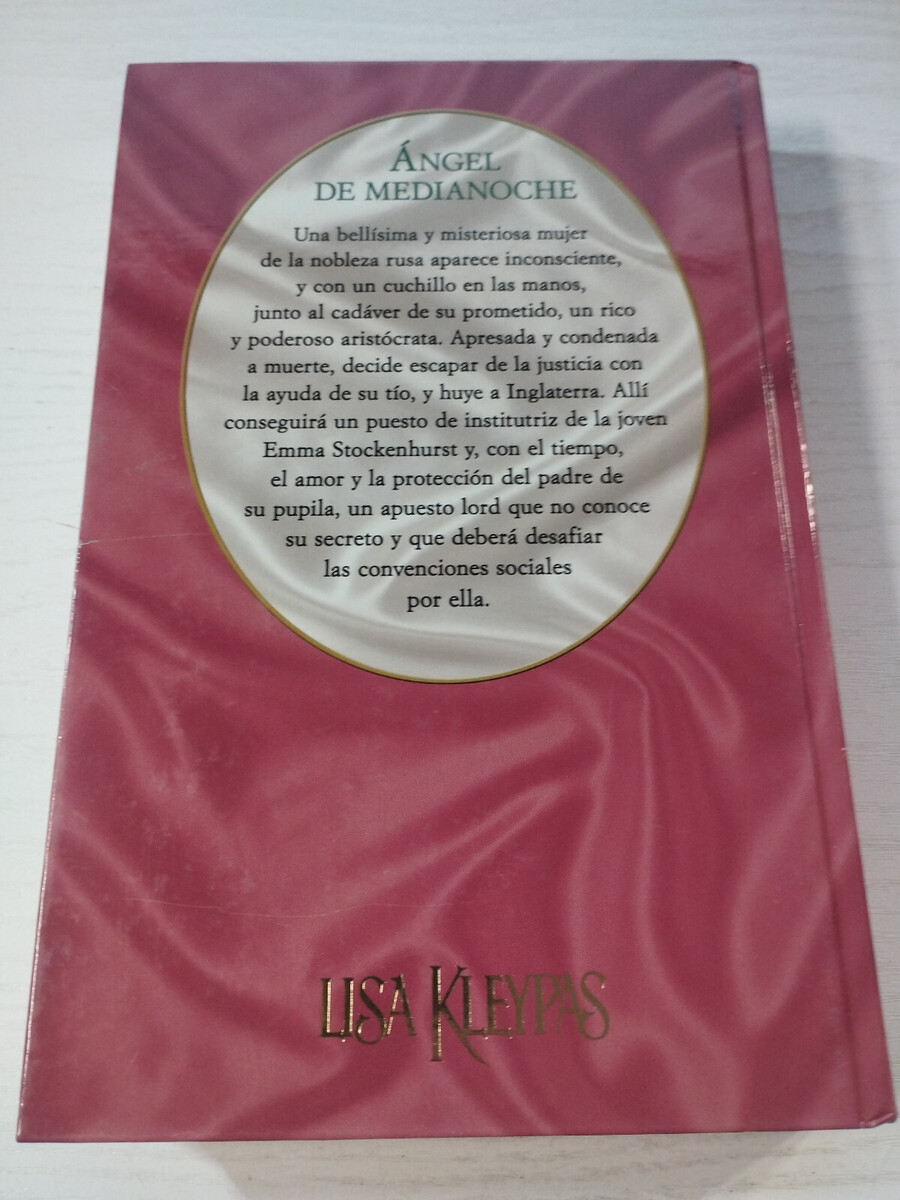 ÁNGEL
DE MEDIANOCHE
Una bellísima y misteriosa mujer
de la nobleza rusa aparece inconsciente,
y con un cuchillo en las manos,
junto al cadáver de su prometido, un rico
y poderoso aristócrata. Apresada y condenada
a muerte, decide escapar de la justicia con
la ayuda de su tío, y huye a Inglaterra. Allí
conseguirá un puesto de institutriz de la joven
Emma Stockenhurst y, con el tiempo,
el amor y la protección del padre de
su pupila, un apuesto lord que no conoce
su secreto y que deberá desafiar
las convenciones sociales
por ella.
LISA KLEYPAS